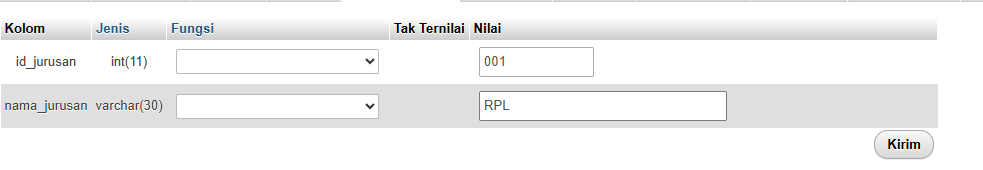 Kolom Jenis Fungsi Tak Ternilai Nilai
id_jurusan int(11) 001
nama_jurusan varchar(30) RPL
Kirim